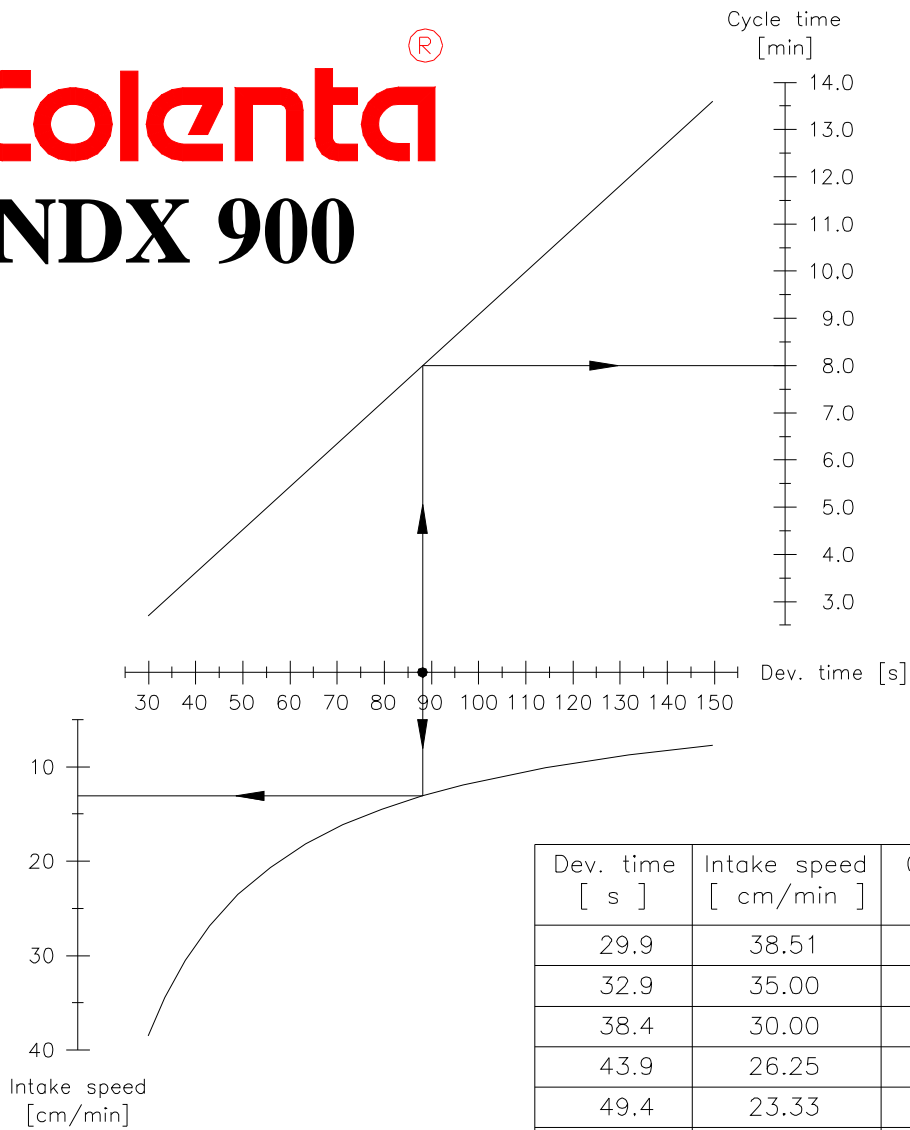 Colenta ®
NDX 900
Cycle time
[min]
14.0
13.0
12.0
11.0
10.0
9.0
8.0
7.0
6.0
5.0
4.0
3.0
Dev. time [s]
30 40 50 60 70 80 90 100 110 120 130 140 150
10
20
30
40
Intake speed
[cm/min]
Dev. time Intake speed
[ s ] [ cm/min ]
29.9 38.51
32.9 35.00
38.4 30.00
43.9 26.25
49.4 23.33